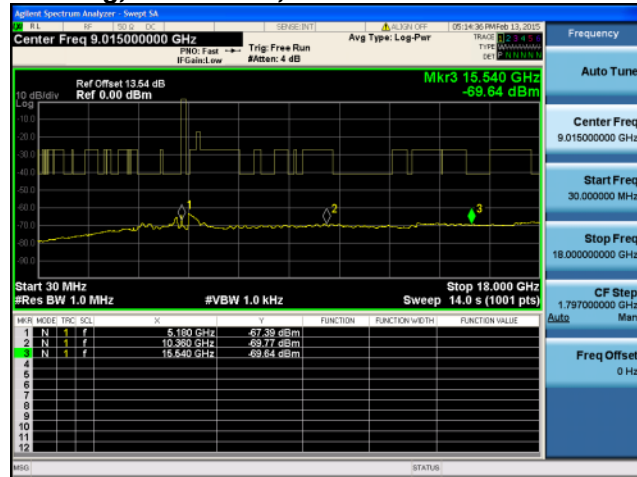 Agilent Spectrum Analyzer - Swept SA
RL RF 50 Ω DC SENSE:INT ALIGN OFF 05:14:36 PM Feb 13, 2015
Center Freq 9.015000000 GHz
PNO: Fast
IFGain:Low
Trig: Free Run
#Atten: 4 dB
Avg Type: Log-Pwr
TRACE 1 2 3 4 5 6
TYPE
DET P N N N N N
Ref Offset 13.54 dB
Ref 0.00 dBm
10 dB/div
Log
Mkr3 15.540 GHz
-69.64 dBm
-10.0
-20.0
-30.0
-40.0
-50.0
-60.0
-70.0
-80.0
-90.0
1
2
3
Start 30 MHz
Stop 18.000 GHz
#Res BW 1.0 MHz #VBW 1.0 kHz Sweep 14.0 s (1001 pts)
MKR MODE TRC SCL X Y FUNCTION FUNCTION WIDTH FUNCTION VALUE
1 N 1 f 5.180 GHz -67.39 dBm
2 N 1 f 10.360 GHz -69.77 dBm
3 N 1 f 15.540 GHz -69.64 dBm
4
5
6
7
8
9
10
11
12
MSG STATUS
Frequency
Auto Tune
Center Freq
9.015000000 GHz
Start Freq
30.000000 MHz
Stop Freq
18.000000000 GHz
CF Step
1.797000000 GHz
Auto Man
Freq Offset
0 Hz